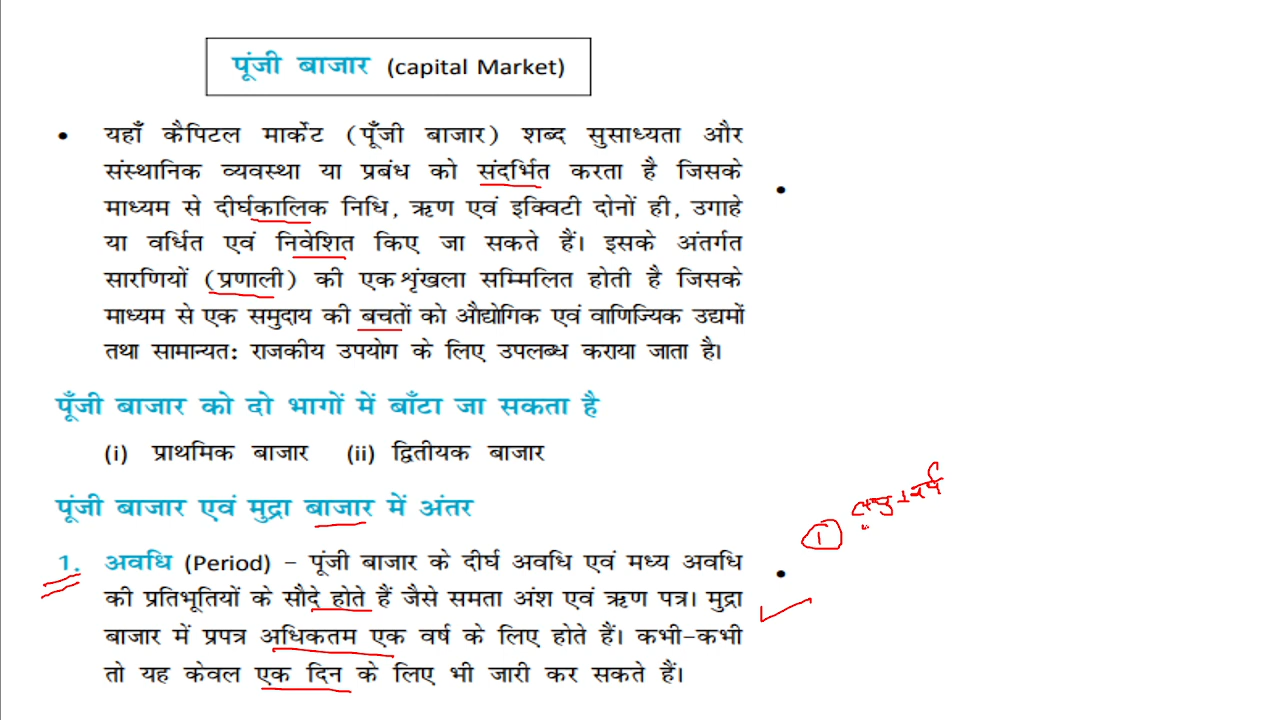 पूंजी बाजार (capital Market)
• यहाँ कैपिटल मार्केट (पूँजी बाजार) शब्द सुसाध्यता और
संस्थानिक व्यवस्था या प्रबंध को संदर्भित करता है जिसके
माध्यम से दीर्घकालिक निधि, ऋण एवं इक्विटी दोनों ही, उगाहे
या वर्धित एवं निवेशित किए जा सकते हैं। इसके अंतर्गत
सारणियों (प्रणाली) की एक शृंखला सम्मिलित होती है जिसके
माध्यम से एक समुदाय की बचतों को औद्योगिक एवं वाणिज्यिक उद्यमों
तथा सामान्यत: राजकीय उपयोग के लिए उपलब्ध कराया जाता है।
पूँजी बाजार को दो भागों में बाँटा जा सकता है
(i) प्राथमिक बाजार (ii) द्वितीयक बाजार
पूंजी बाजार एवं मुद्रा बाजार में अंतर
1. अवधि (Period) – पूंजी बाजार के दीर्घ अवधि एवं मध्य अवधि
की प्रतिभूतियों के सौदे होते हैं जैसे समता अंश एवं ऋण पत्र। मुद्रा
बाजार में प्रपत्र अधिकतम एक वर्ष के लिए होते हैं। कभी-कभी
तो यह केवल एक दिन के लिए भी जारी कर सकते हैं।
1